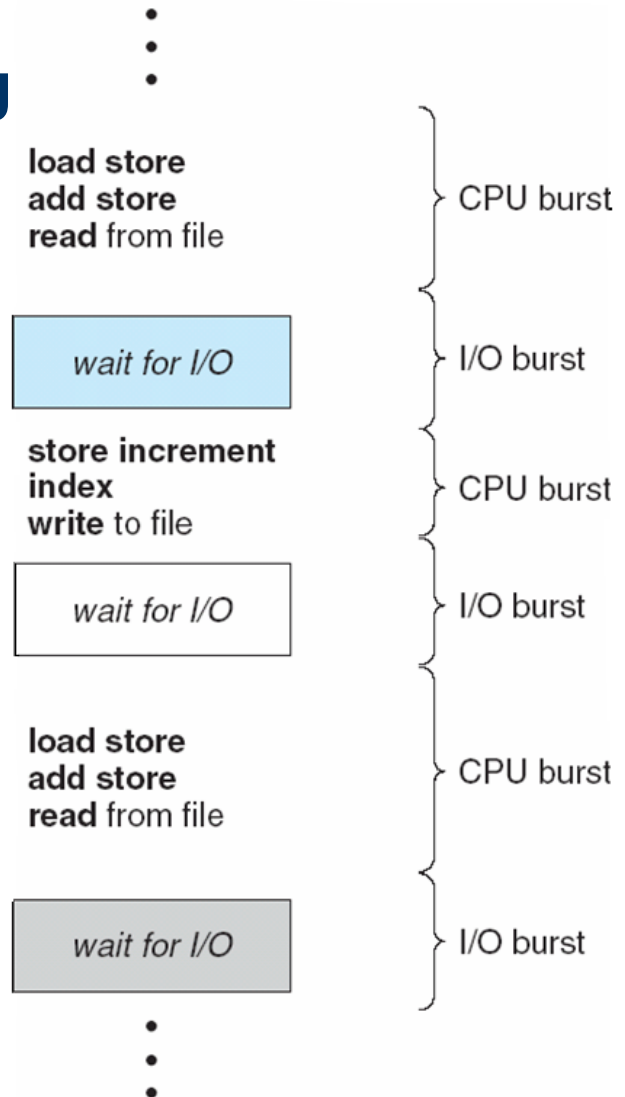 load store
add store
read from file
CPU burst
wait for I/O
I/O burst
store increment
index
write to file
CPU burst
wait for I/O
I/O burst
load store
add store
read from file
CPU burst
wait for I/O
I/O burst